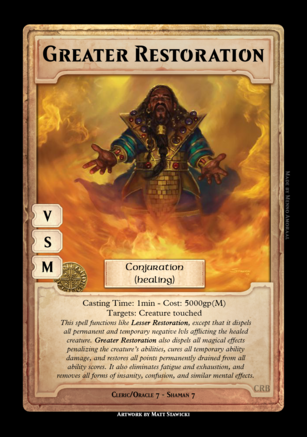 Greater Restoration
V
S
M
Conjuration
(healing)
Casting Time: 1min - Cost: 5000gp(M)
Targets: Creature touched
This spell functions like Lesser Restoration, except that it dispels
all permanent and temporary negative lvls afflicting the healed
creature. Greater Restoration also dispels all magical effects
penalizing the creature's abilities, cures all temporary ability
damage, and restores all points permanently drained from all
ability scores. It also eliminates fatigue and exhaustion, and
removes all forms of insanity, confusion, and similar mental effects.
CRB
Cleric/Oracle 7 - Shaman 7
Artwork by Matt Stawicki